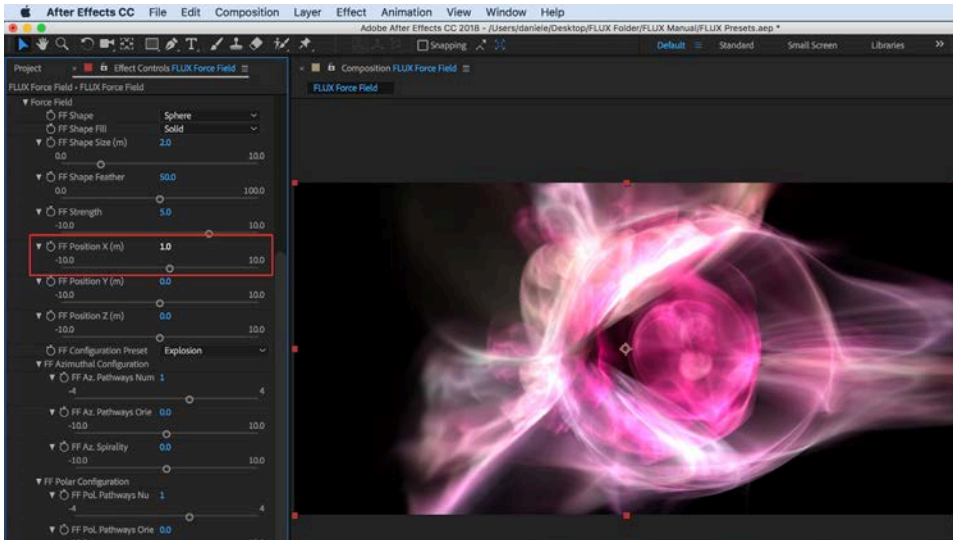 After Effects CC File Edit Composition Layer Effect Animation View Window Help
Adobe After Effects CC 2018 - /Users/daniele/Desktop/FLUX Folder/FLUX Manual/FLUX Presets.aep *
Snapping Default Standard Small Screen Libraries »
Project Effect Controls FLUX Force Field Composition FLUX Force Field
FLUX Force Field • FLUX Force Field FLUX Force Field
Force Field
FF Shape Sphere
FF Shape Fill Solid
FF Shape Size (m) 2.0
0.0 10.0
FF Shape Feather 50.0
0.0 100.0
FF Strength 5.0
-10.0 10.0
FF Position X (m) 1.0
-10.0 10.0
FF Position Y (m) 0.0
-10.0 10.0
FF Position Z (m) 0.0
-10.0 10.0
FF Configuration Preset Explosion
FF Azimuthal Configuration
FF Az. Pathways Num 1
-4 4
FF Az. Pathways Orie 0.0
-10.0 10.0
FF Az. Spirality 0.0
-10.0 10.0
FF Polar Configuration
FF Pol. Pathways Nu 1
-4 4
FF Pol. Pathways Orie 0.0